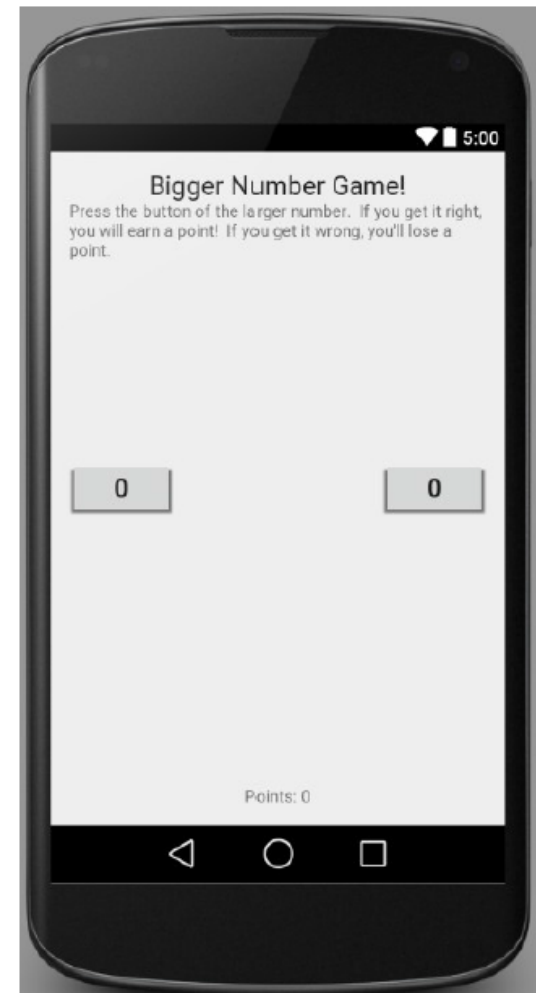 5:00
Bigger Number Game!
Press the button of the larger number. If you get it right,
you will earn a point! If you get it wrong, you'll lose a
point.
0 0
Points: 0